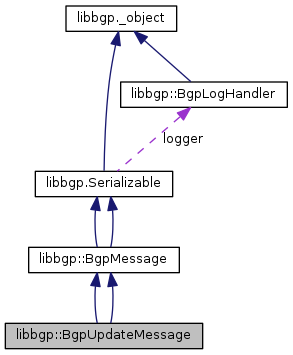 libbgp._object
libbgp::BgpLogHandler
logger
libbgp.Serializable
libbgp::BgpMessage
libbgp::BgpUpdateMessage